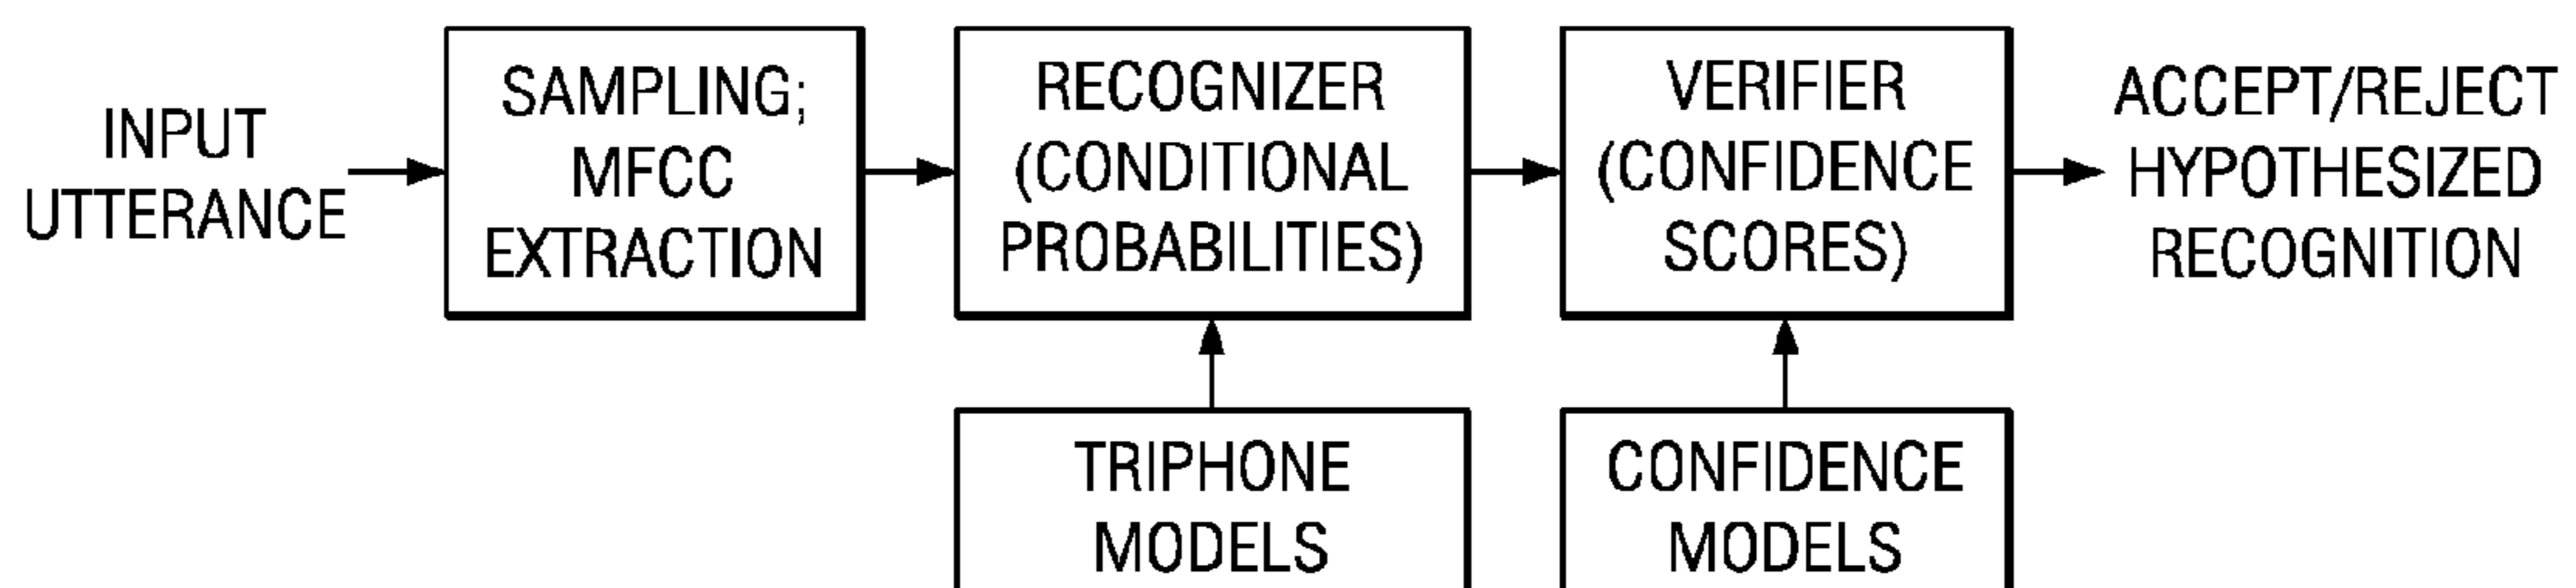 INPUT
UTTERANCE
SAMPLING;
MFCC
EXTRACTION
RECOGNIZER
(CONDITIONAL
PROBABILITIES)
VERIFIER
(CONFIDENCE
SCORES)
ACCEPT/REJECT
HYPOTHESIZED
RECOGNITION
TRIPHONE
MODELS
CONFIDENCE
MODELS